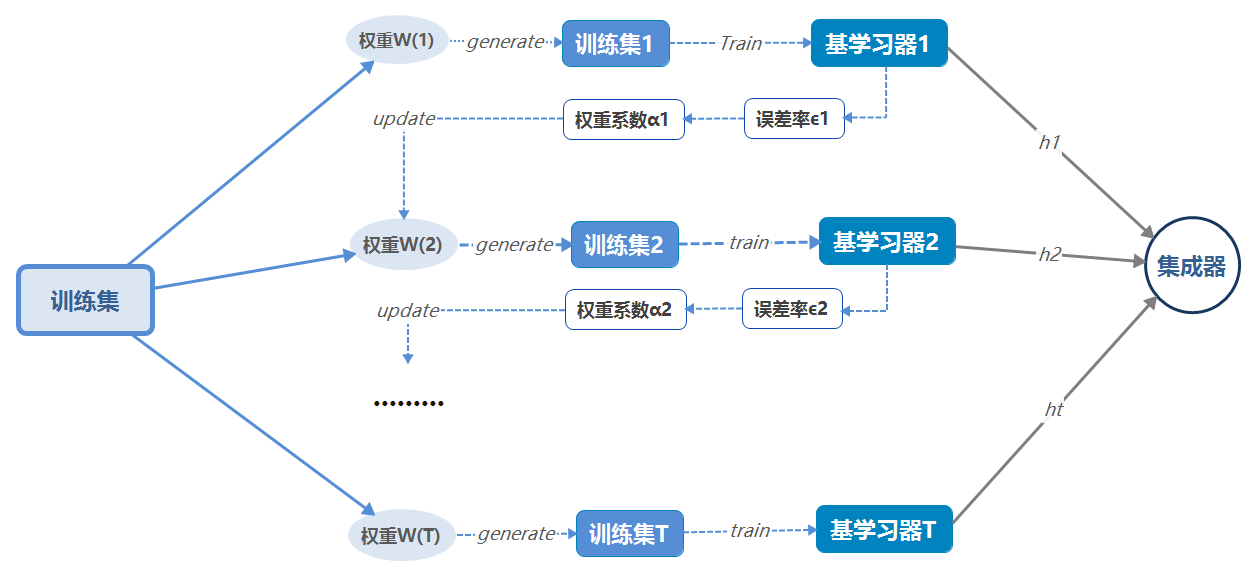 权重W(1)
generate
训练集1
Train
基学习器1
update
权重系数α1
误差率ϵ1
h1
权重W(2)
generate
训练集2
train
基学习器2
h2
集成器
训练集
update
权重系数α2
误差率ϵ2
•••••••••
ht
权重W(T)
generate
训练集T
train
基学习器T